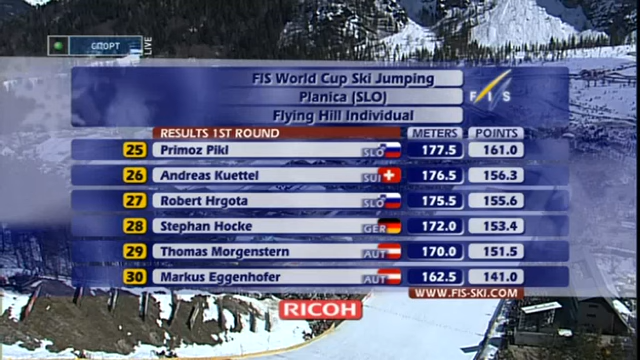 СПОРТ
LIVE
FIS World Cup Ski Jumping
Planica (SLO)
Flying Hill Individual
FIS
RESULTS 1ST ROUND METERS POINTS
25 Primoz Pikl SLO 177.5 161.0
26 Andreas Kuettel SUI 176.5 156.3
27 Robert Hrgota SLO 175.5 155.6
28 Stephan Hocke GER 172.0 153.4
29 Thomas Morgenstern AUT 170.0 151.5
30 Markus Eggenhofer AUT 162.5 141.0
WWW.FIS-SKI.COM
RICOH